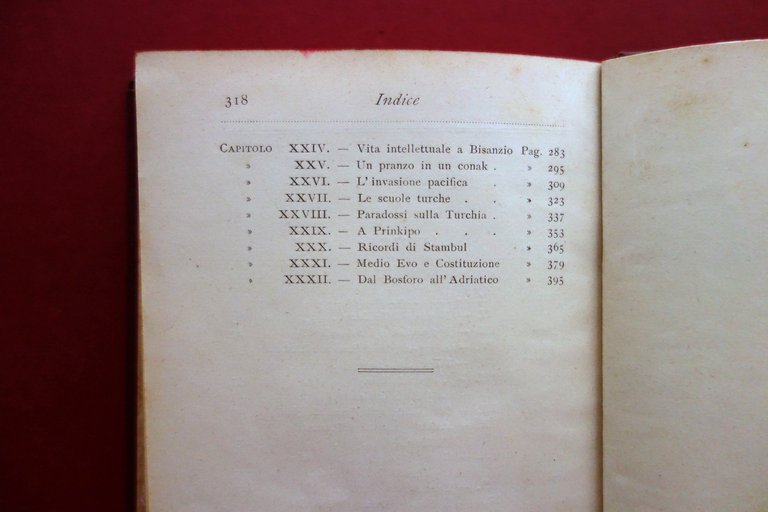 318 Indice
CAPITOLO XXIV. — Vita intellettuale a Bisanzio Pag. 283
» XXV. — Un pranzo in un conak . » 295
» XXVI. — L'invasione pacifica . » 309
» XXVII. — Le scuole turche . . » 323
» XXVIII. — Paradossi sulla Turchia . » 337
» XXIX. — A Prinkipo . . . » 353
» XXX. — Ricordi di Stambul » 365
» XXXI. — Medio Evo e Costituzione » 379
» XXXII. — Dal Bosforo all'Adriatico » 395